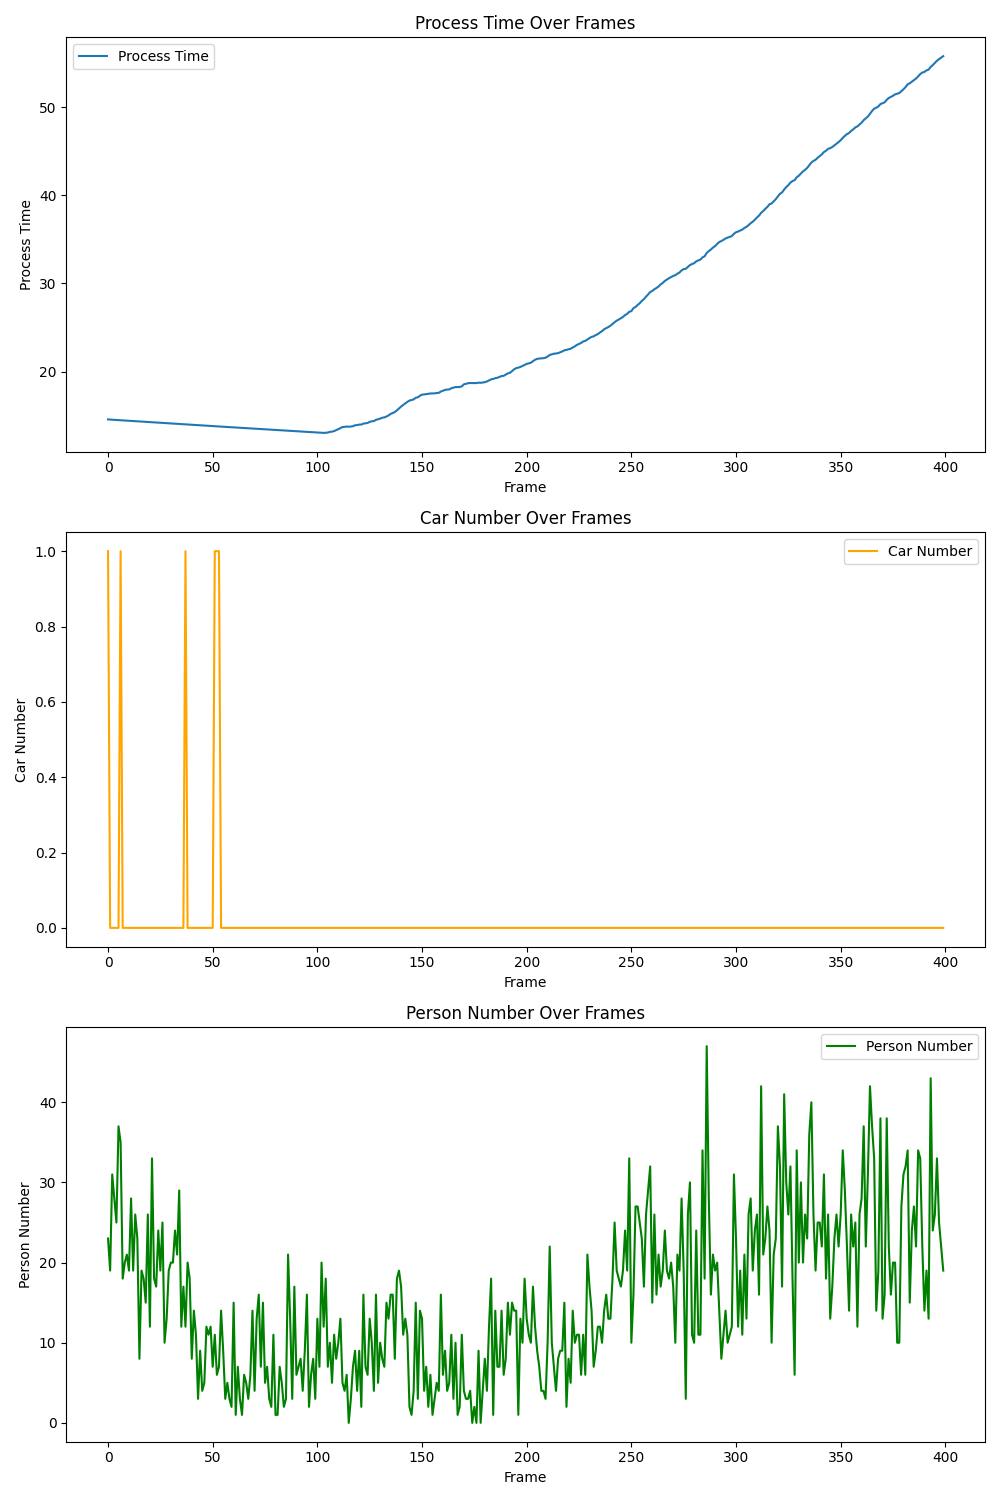 Process Time Over Frames
Process Time
Process Time
50
40
30
20
0 50 100 150 200 250 300 350 400
Frame
Car Number Over Frames
Car Number
Car Number
1.0
0.8
0.6
0.4
0.2
0.0
0 50 100 150 200 250 300 350 400
Frame
Person Number Over Frames
Person Number
Person Number
40
30
20
10
0
0 50 100 150 200 250 300 350 400
Frame